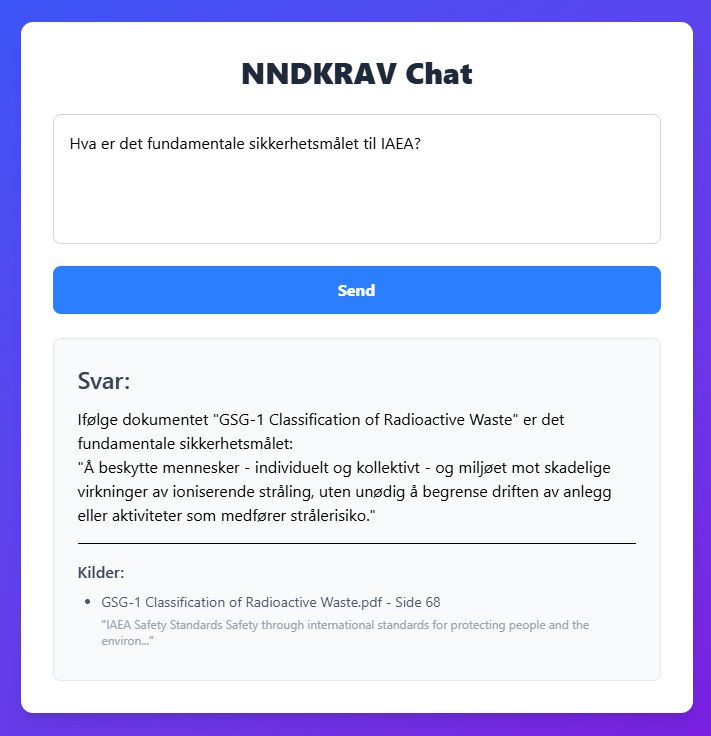 NNDKRAV Chat
Hva er det fundamentale sikkerhetsmålet til IAEA?
Send
Svar:
Ifølge dokumentet "GSG-1 Classification of Radioactive Waste" er det
fundamentale sikkerhetsmålet:
"Å beskytte mennesker - individuelt og kollektivt - og miljøet mot skadelige
virkninger av ioniserende stråling, uten unødig å begrense driften av anlegg
eller aktiviteter som medfører strålerisiko."
Kilder:
• GSG-1 Classification of Radioactive Waste.pdf - Side 68
"IAEA Safety Standards Safety through international standards for protecting people and the
environ..."